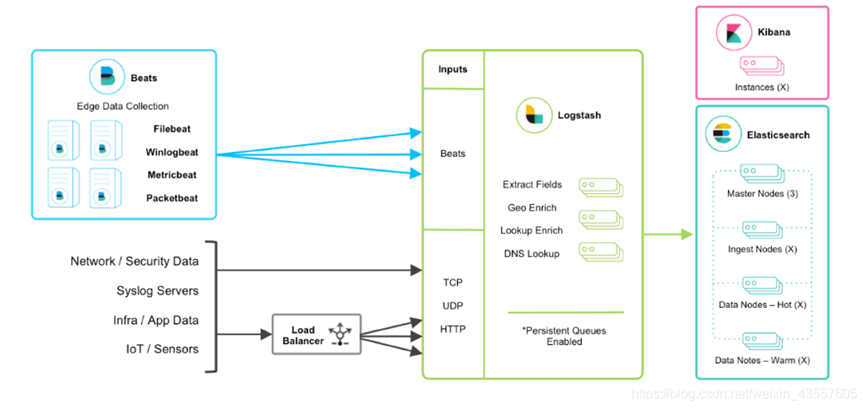 Beats
Edge Data Collection
Filebeat
Winlogbeat
Metricbeat
Packetbeat
Network / Security Data
Syslog Servers
Infra / App Data
IoT / Sensors
Load
Balancer
Inputs
Beats
TCP
UDP
HTTP
Logstash
Extract Fields
Geo Enrich
Lookup Enrich
DNS Lookup
*Persistent Queues
Enabled
Kibana
Instances (X)
Elasticsearch
Master Nodes (3)
Ingest Nodes (X)
Data Nodes – Hot (X)
Data Notes – Warm (X)
https://blog.csdn.net/weixin_43557605